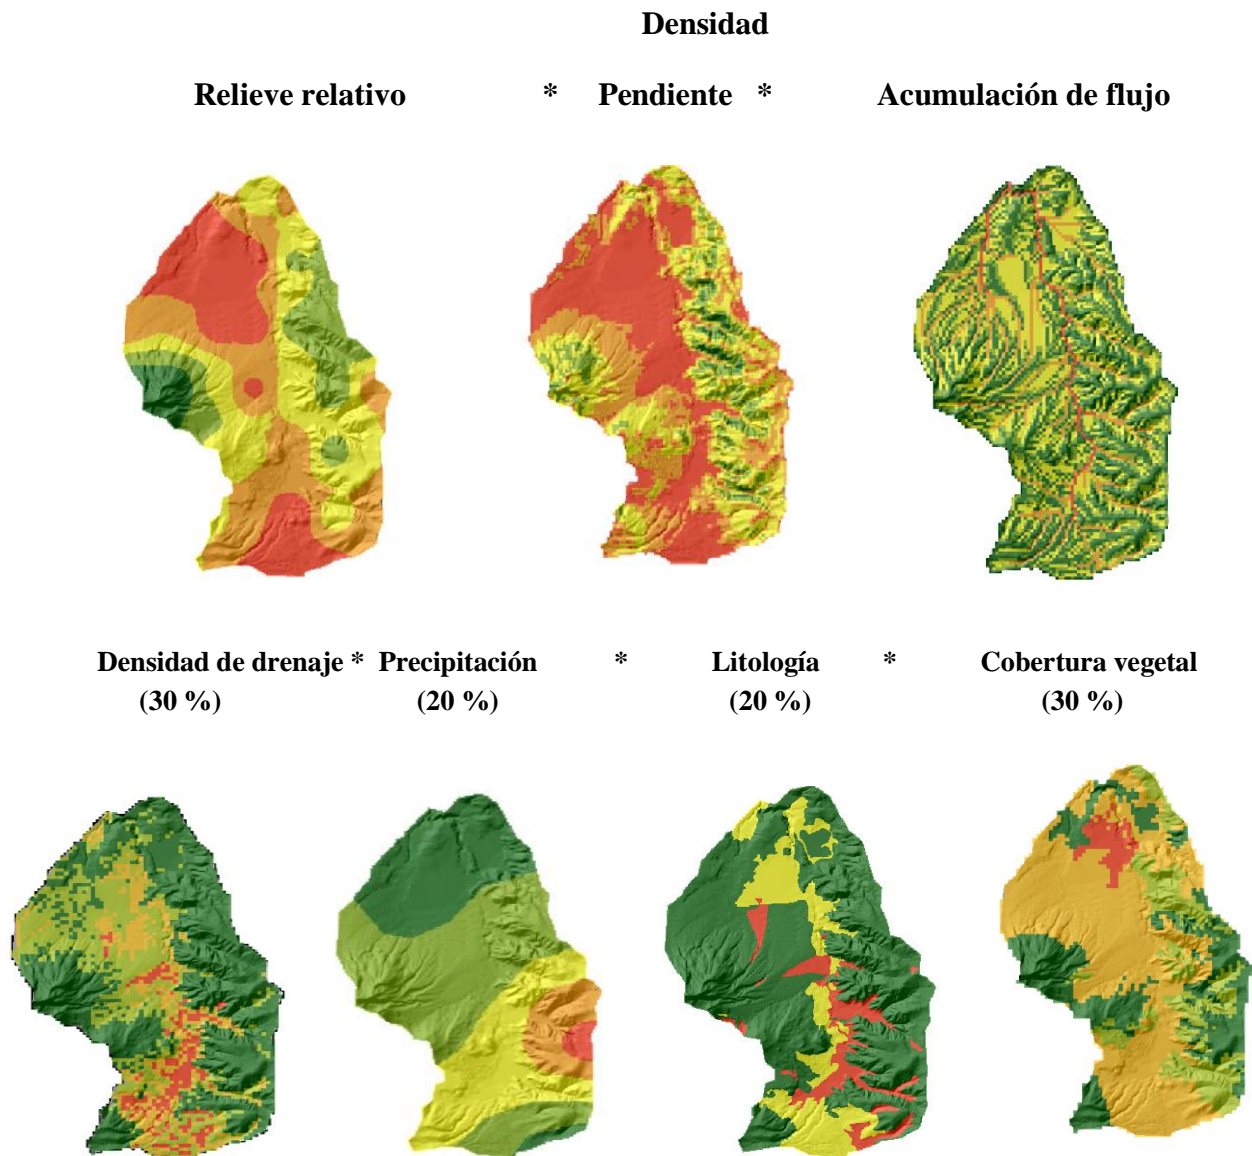 Densidad
Relieve relativo * Pendiente * Acumulación de flujo
Densidad de drenaje * Precipitación * Litología * Cobertura vegetal
(30 %) (20 %) (20 %) (30 %)